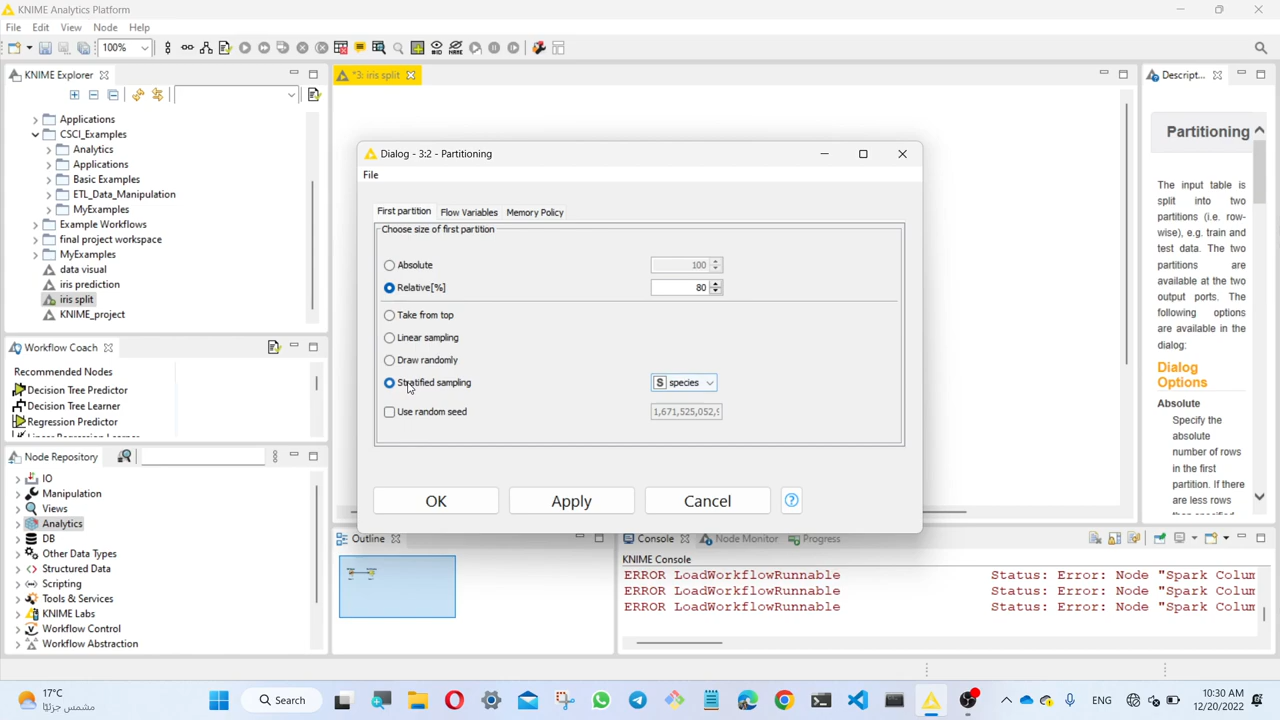 KNIME Analytics Platform
File Edit View Node Help
100%
KNIME Explorer
*3: iris split
Descript...
Applications
CSCI_Examples
Analytics
Applications
Basic Examples
ETL_Data_Manipulation
MyExamples
Example Workflows
final project workspace
MyExamples
data visual
iris prediction
iris split
KNIME_project
Dialog - 3:2 - Partitioning
File
First partition Flow Variables Memory Policy
Choose size of first partition
Absolute 100
Relative[%] 80
Take from top
Linear sampling
Draw randomly
Stratified sampling S species
Use random seed 1,671,525,052,9
OK Apply Cancel ?
Partitioning
The input table is
split into two
partitions (i.e. row-
wise), e.g. train and
test data. The two
partitions are
available at the two
output ports. The
following options
are available in the
dialog:
Dialog
Options
Absolute
Specify the
absolute
number of rows
in the first
partition. If there
are less rows
Workflow Coach
Recommended Nodes
Decision Tree Predictor
Decision Tree Learner
Regression Predictor
Node Repository
IO
Manipulation
Views
Analytics
DB
Other Data Types
Structured Data
Scripting
Tools & Services
KNIME Labs
Workflow Control
Workflow Abstraction
Outline
Console Node Monitor Progress
KNIME Console
ERROR LoadWorkflowRunnable Status: Error: Node "Spark Colum
ERROR LoadWorkflowRunnable Status: Error: Node "Spark Colum
ERROR LoadWorkflowRunnable Status: Error: Node "Spark Colum
17°C
مشمس جزئيًا
Search
ENG
10:30 AM
12/20/2022